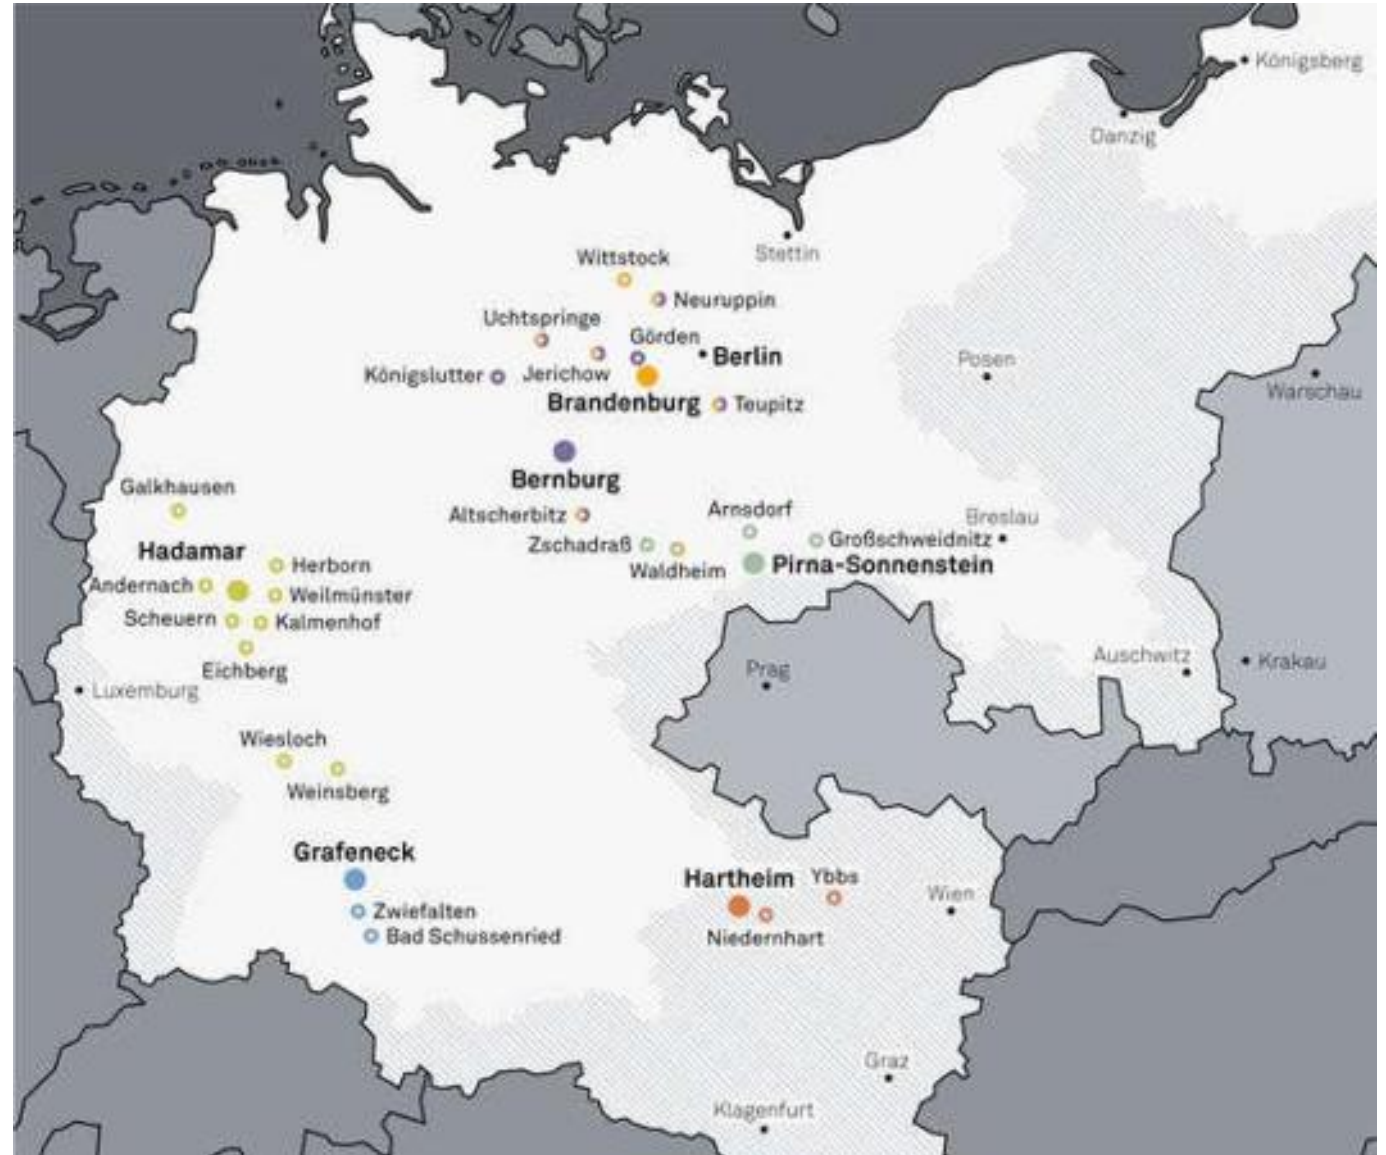 Königsberg
Danzig
Stettin
Wittstock
Neuruppin
Uchtspringe
Görden
Berlin
Posen
Königslutter
Jerichow
Warschau
Brandenburg
Teupitz
Bernburg
Galkhausen
Altscherbitz
Arnsdorf
Breslau
Zschadraß
Großschweidnitz
Hadamar
Waldheim
Pirna-Sonnenstein
Herborn
Andernach
Weilmünster
Scheuern
Kalmenhof
Auschwitz
Krakau
Eichberg
Prag
Luxemburg
Wiesloch
Weinsberg
Grafeneck
Hartheim
Ybbs
Wien
Zwiefalten
Bad Schussenried
Niedernhart
Graz
Klagenfurt